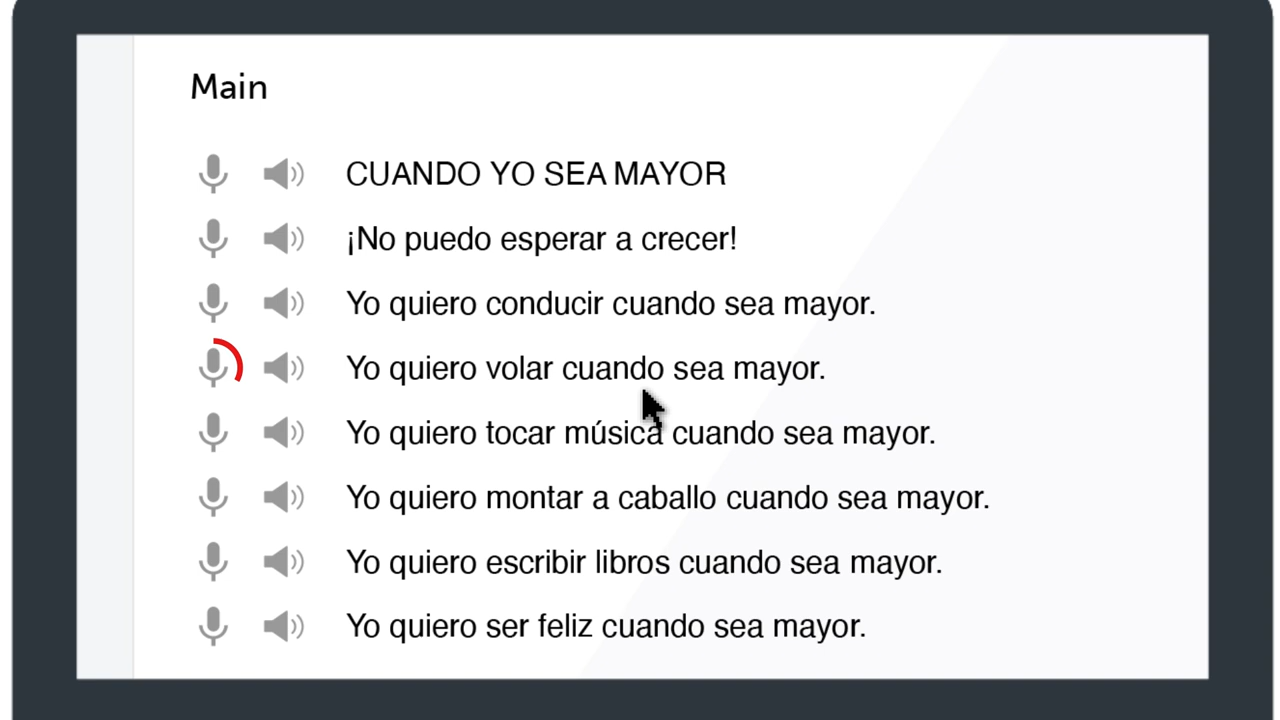 Main
CUANDO YO SEA MAYOR
¡No puedo esperar a crecer!
Yo quiero conducir cuando sea mayor.
Yo quiero volar cuando sea mayor.
Yo quiero tocar música cuando sea mayor.
Yo quiero montar a caballo cuando sea mayor.
Yo quiero escribir libros cuando sea mayor.
Yo quiero ser feliz cuando sea mayor.